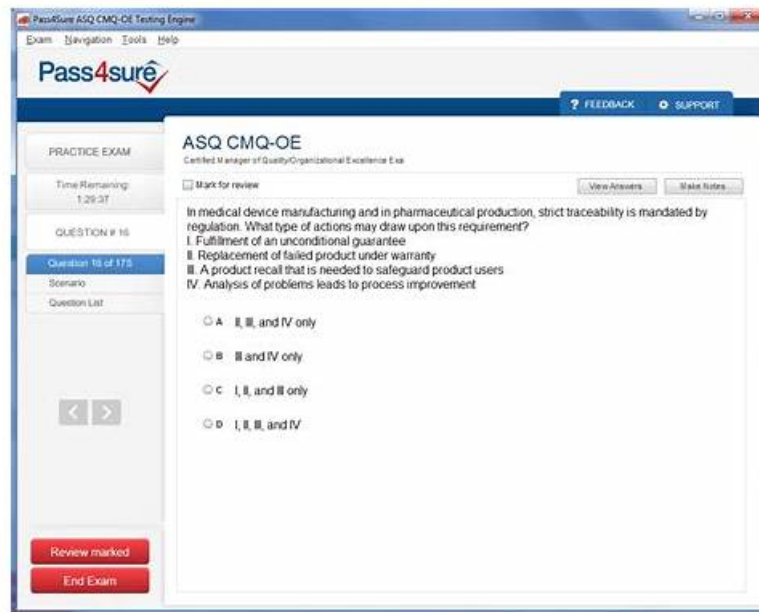 Pass4Sure ASQ CMQ-OE Testing Engine
Exam Navigation Tools Help
Pass4sure
? FEEDBACK SUPPORT
PRACTICE EXAM
Time Remaining:
1:29:37
QUESTION # 16
Question 16 of 175
Scenario
Question List
Review marked
End Exam
ASQ CMQ-OE
Certified Manager of Quality/Organizational Excellence Exa
Mark for review
View Answers Make Notes
In medical device manufacturing and in pharmaceutical production, strict traceability is mandated by
regulation. What type of actions may draw upon this requirement?
I. Fulfillment of an unconditional guarantee
II. Replacement of failed product under warranty
III. A product recall that is needed to safeguard product users
IV. Analysis of problems leads to process improvement
A II, III, and IV only
B III and IV only
C I, II, and III only
D I, II, III, and IV